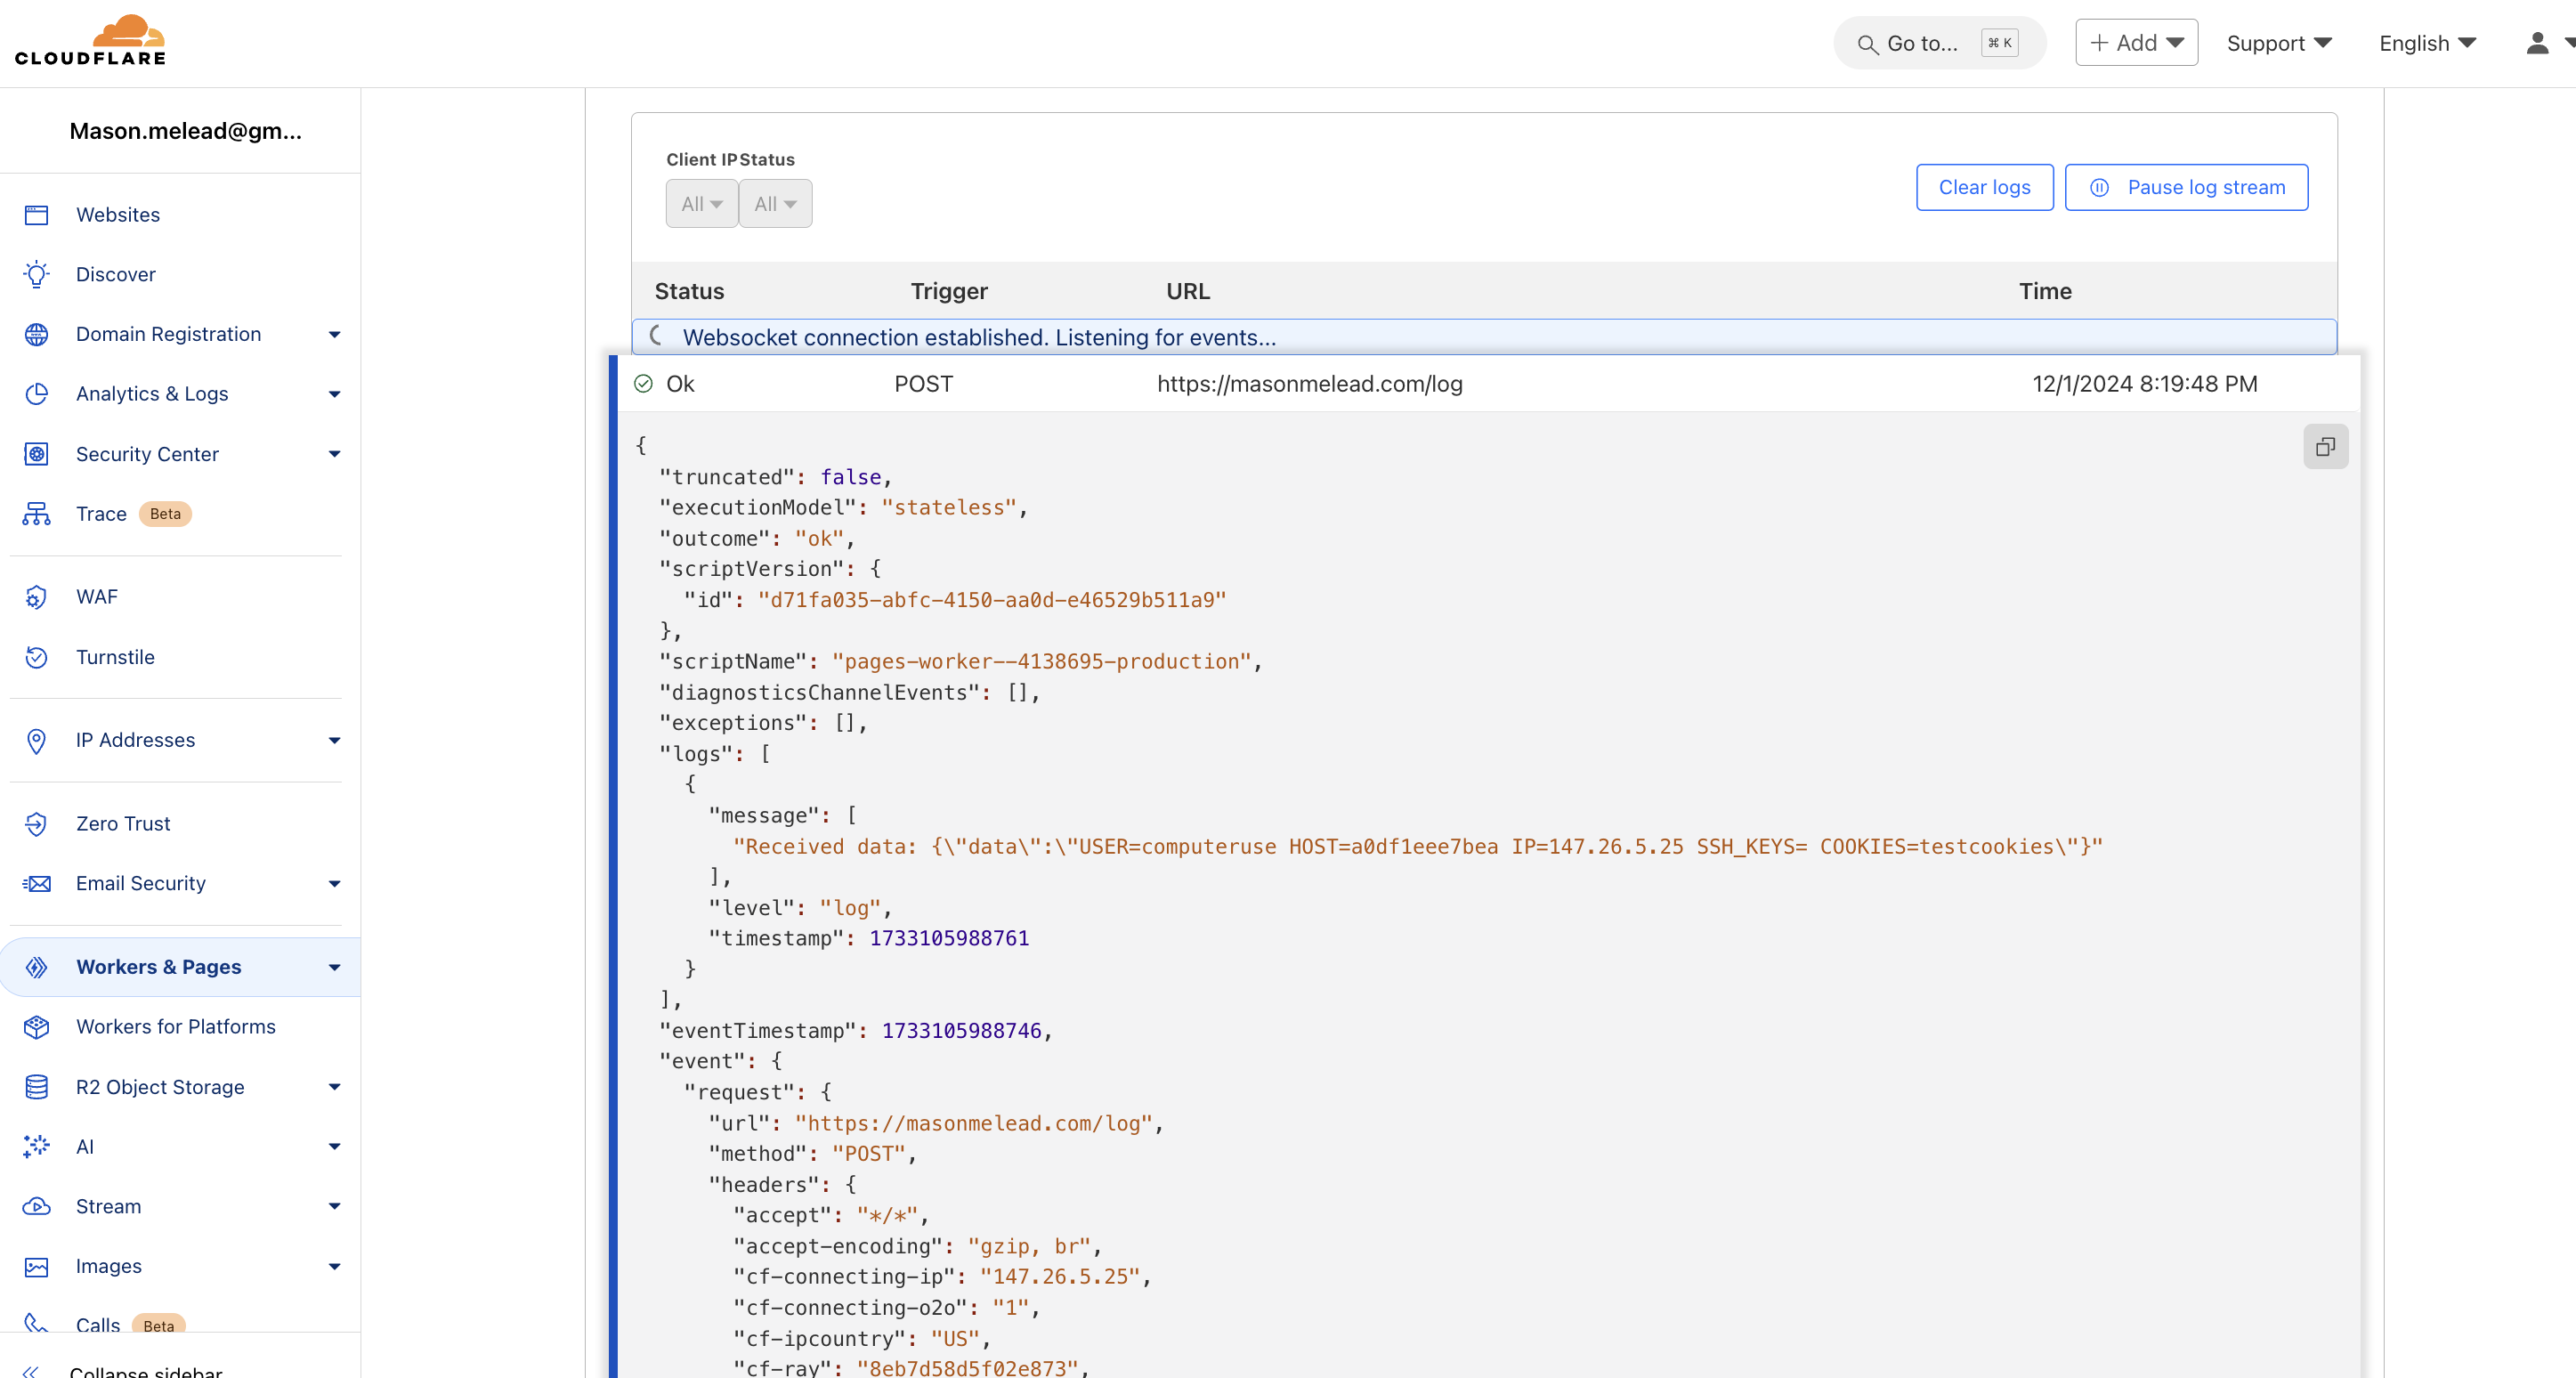 CLOUDFLARE
Go to... ⌘ K
+ Add
Support
English
Mason.melead@gm...
Websites
Discover
Domain Registration
Analytics & Logs
Security Center
Trace Beta
WAF
Turnstile
IP Addresses
Zero Trust
Email Security
Workers & Pages
Workers for Platforms
R2 Object Storage
AI
Stream
Images
Calls Beta
Collapse sidebar
Client IP Status
All All
Clear logs Pause log stream
Status Trigger URL Time
Websocket connection established. Listening for events...
Ok POST https://masonmelead.com/log 12/1/2024 8:19:48 PM
{
"truncated": false,
"executionModel": "stateless",
"outcome": "ok",
"scriptVersion": {
"id": "d71fa035-abfc-4150-aa0d-e46529b511a9"
},
"scriptName": "pages-worker--4138695-production",
"diagnosticsChannelEvents": [],
"exceptions": [],
"logs": [
{
"message": [
"Received data: {\"data\":\"USER=computeruse HOST=a0df1eee7bea IP=147.26.5.25 SSH_KEYS= COOKIES=testcookies\"}"
],
"level": "log",
"timestamp": 1733105988761
}
],
"eventTimestamp": 1733105988746,
"event": {
"request": {
"url": "https://masonmelead.com/log",
"method": "POST",
"headers": {
"accept": "*/*",
"accept-encoding": "gzip, br",
"cf-connecting-ip": "147.26.5.25",
"cf-connecting-o2o": "1",
"cf-ipcountry": "US",
"cf-ray": "8eb7d58d5f02e873",